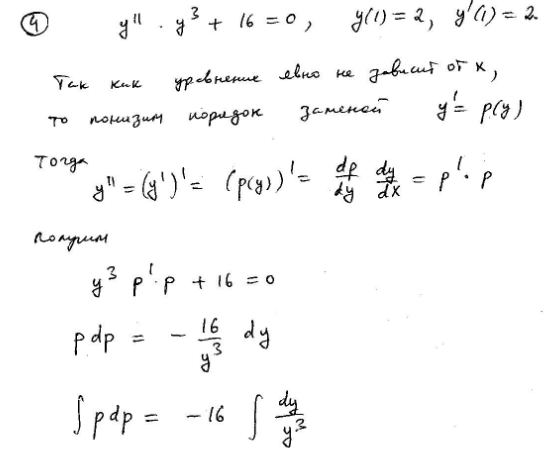 ④ y'' · y³ + 16 = 0, y(1) = 2, y'(1) = 2.
Так как уравнение явно не зависит от x,
то понизим порядок заменой y' = p(y)
Тогда
y'' = (y')' = (p(y))' = dp/dy dy/dx = p' · p
получим
y³ p' · p + 16 = 0
p dp = - 16/y³ dy
∫ p dp = -16 ∫ dy/y³